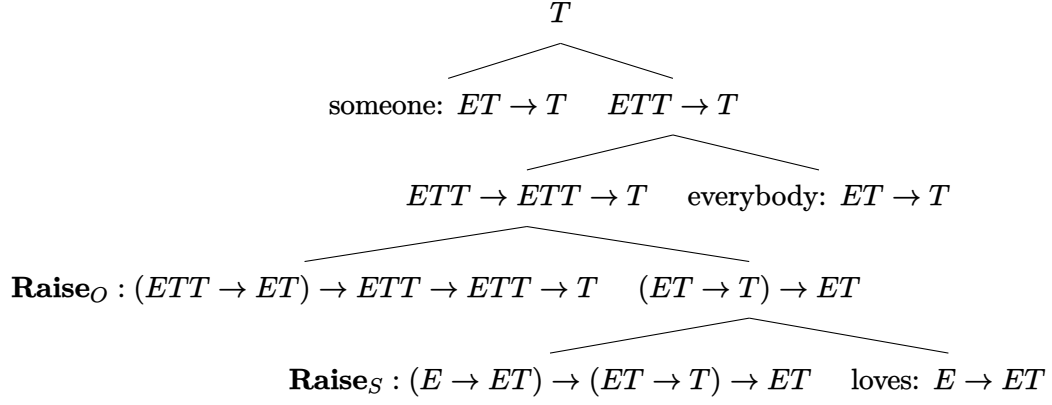 T
someone: ET → T ETT → T
ETT → ETT → T everybody: ET → T
Raise_O : (ETT → ET) → ETT → ETT → T (ET → T) → ET
Raise_S : (E → ET) → (ET → T) → ET loves: E → ET